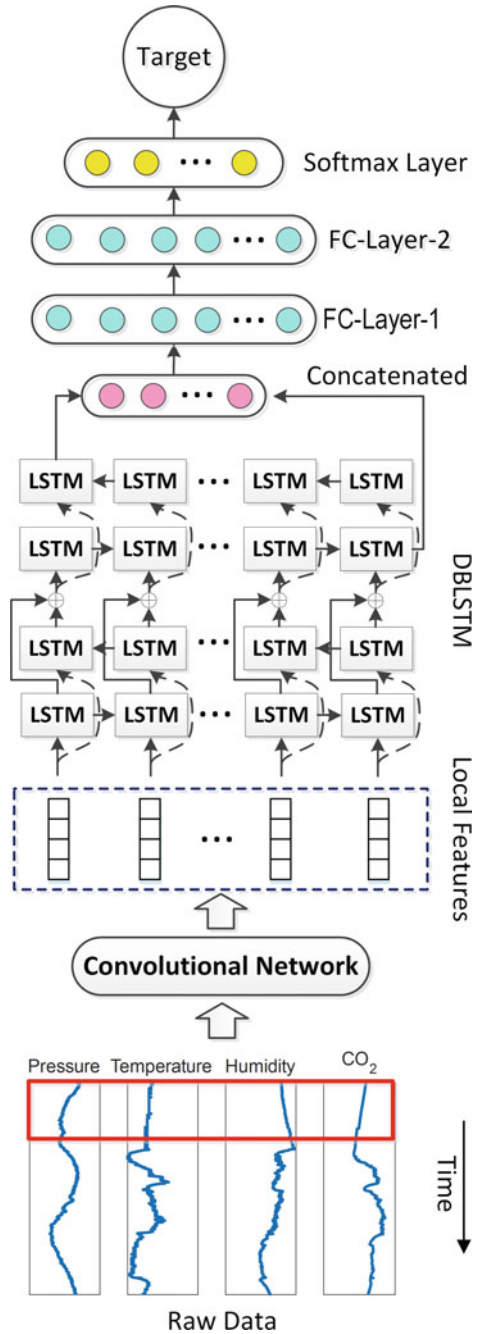 Target
Softmax Layer
FC-Layer-2
FC-Layer-1
Concatenated
LSTM LSTM LSTM LSTM
LSTM LSTM LSTM LSTM
LSTM LSTM LSTM LSTM
LSTM LSTM LSTM LSTM
DBLSTM
Local Features
Convolutional Network
Pressure Temperature Humidity CO₂
Time
Raw Data